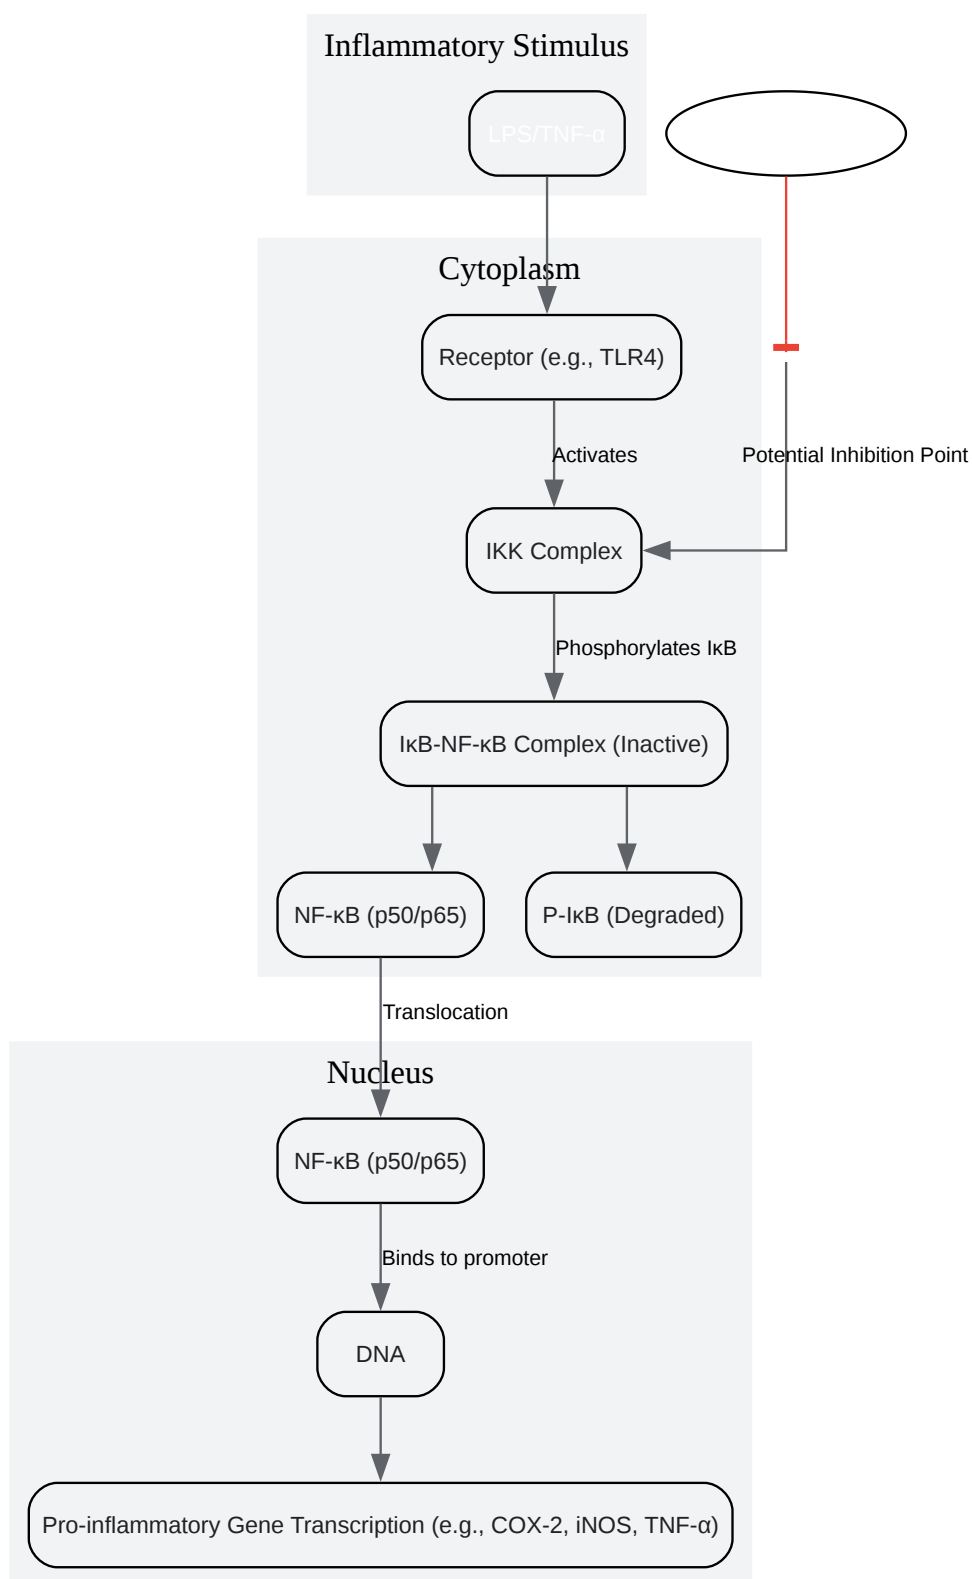 Inflammatory Stimulus
LPS/TNF-α
Cytoplasm
Receptor (e.g., TLR4)
Activates
Potential Inhibition Point
IKK Complex
Phosphorylates IκB
IκB-NF-κB Complex (Inactive)
NF-κB (p50/p65)
P-IκB (Degraded)
Translocation
Nucleus
NF-κB (p50/p65)
Binds to promoter
DNA
Pro-inflammatory Gene Transcription (e.g., COX-2, iNOS, TNF-α)